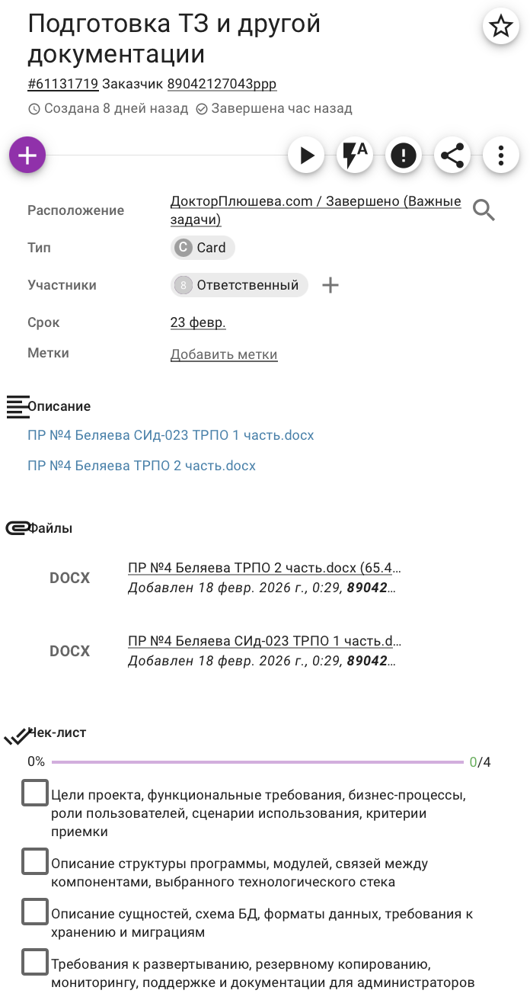 Подготовка ТЗ и другой
документации
#61131719 Заказчик 89042127043ppp
Создана 8 дней назад Завершена час назад
A
Расположение
ДокторПлюшева.com / Завершено (Важные
задачи)
Тип
C Card
Участники
8 Ответственный
Срок
23 февр.
Метки
Добавить метки
Описание
ПР №4 Беляева СИд-023 ТРПО 1 часть.docx
ПР №4 Беляева ТРПО 2 часть.docx
Файлы
DOCX
ПР №4 Беляева ТРПО 2 часть.docx (65.4…
Добавлен 18 февр. 2026 г., 0:29, 89042…
DOCX
ПР №4 Беляева СИд-023 ТРПО 1 часть.d…
Добавлен 18 февр. 2026 г., 0:29, 89042…
Чек-лист
0% 0/4
Цели проекта, функциональные требования, бизнес-процессы,
роли пользователей, сценарии использования, критерии
приемки
Описание структуры программы, модулей, связей между
компонентами, выбранного технологического стека
Описание сущностей, схема БД, форматы данных, требования к
хранению и миграциям
Требования к развертыванию, резервному копированию,
мониторингу, поддержке и документации для администраторов